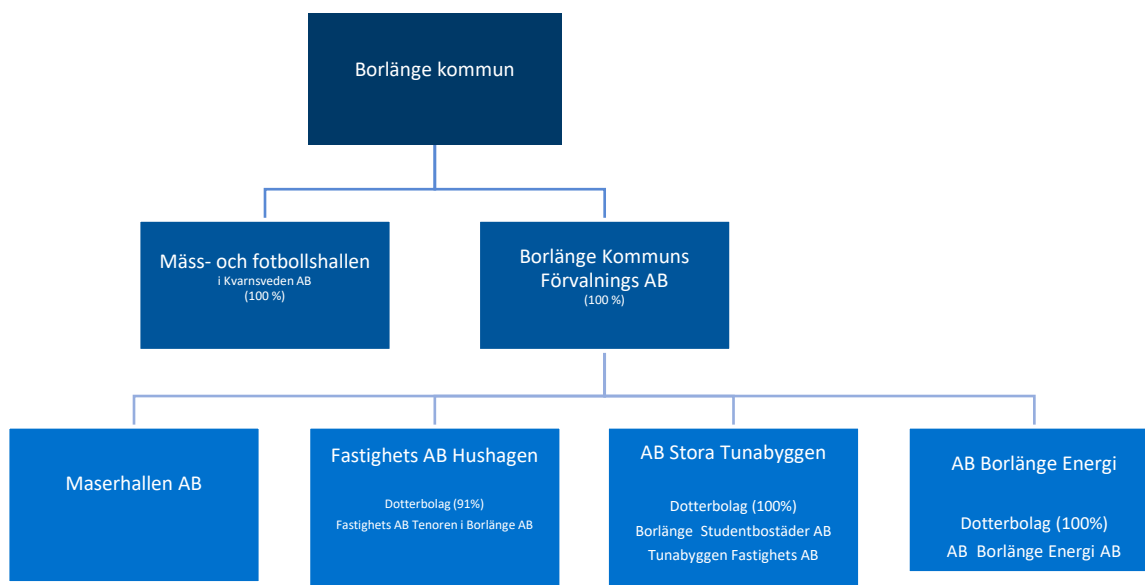 Borlänge kommun
Mäss- och fotbollshallen
i Kvarnsveden AB
(100 %)
Borlänge Kommuns
Förvalnings AB
(100 %)
Maserhallen AB
Fastighets AB Hushagen
Dotterbolag (91%)
Fastighets AB Tenoren i Borlänge AB
AB Stora Tunabyggen
Dotterbolag (100%)
Borlänge Studentbostäder AB
Tunabyggen Fastighets AB
AB Borlänge Energi
Dotterbolag (100%)
AB Borlänge Energi AB